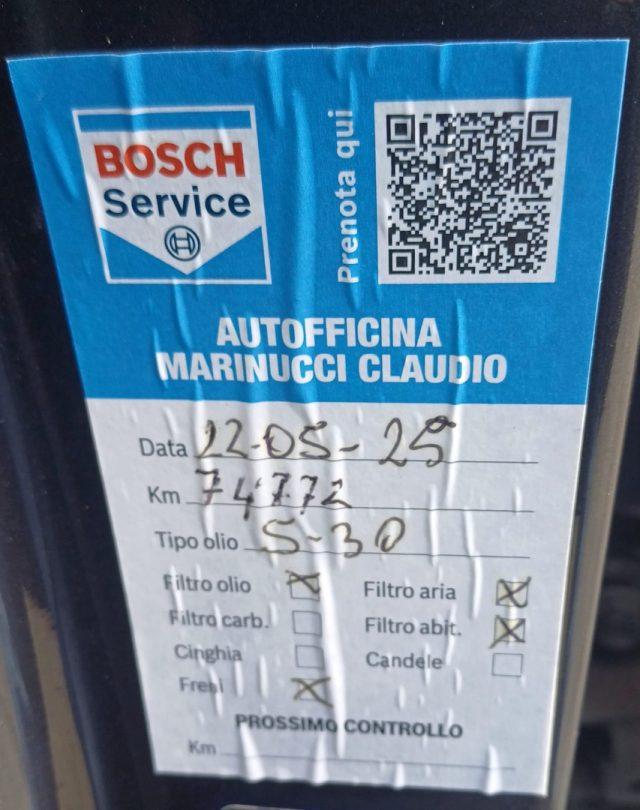 BOSCH
Service
Prenota qui
AUTOFFICINA
MARINUCCI CLAUDIO
Data 22-05-25
Km 74772
Tipo olio 5-30
Filtro olio
Filtro aria
Filtro carb.
Filtro abit.
Cinghia
Candele
Freni
PROSSIMO CONTROLLO
Km